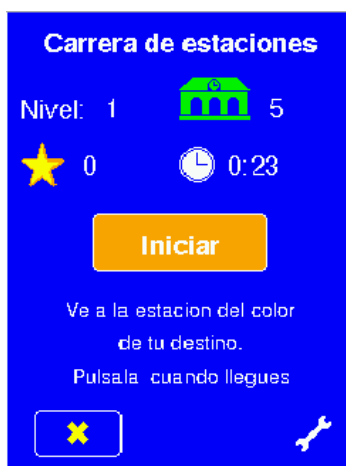 Carrera de estaciones
Nivel: 1 5
0 0:23
Iniciar
Ve a la estacion del color
de tu destino.
Pulsala cuando llegues